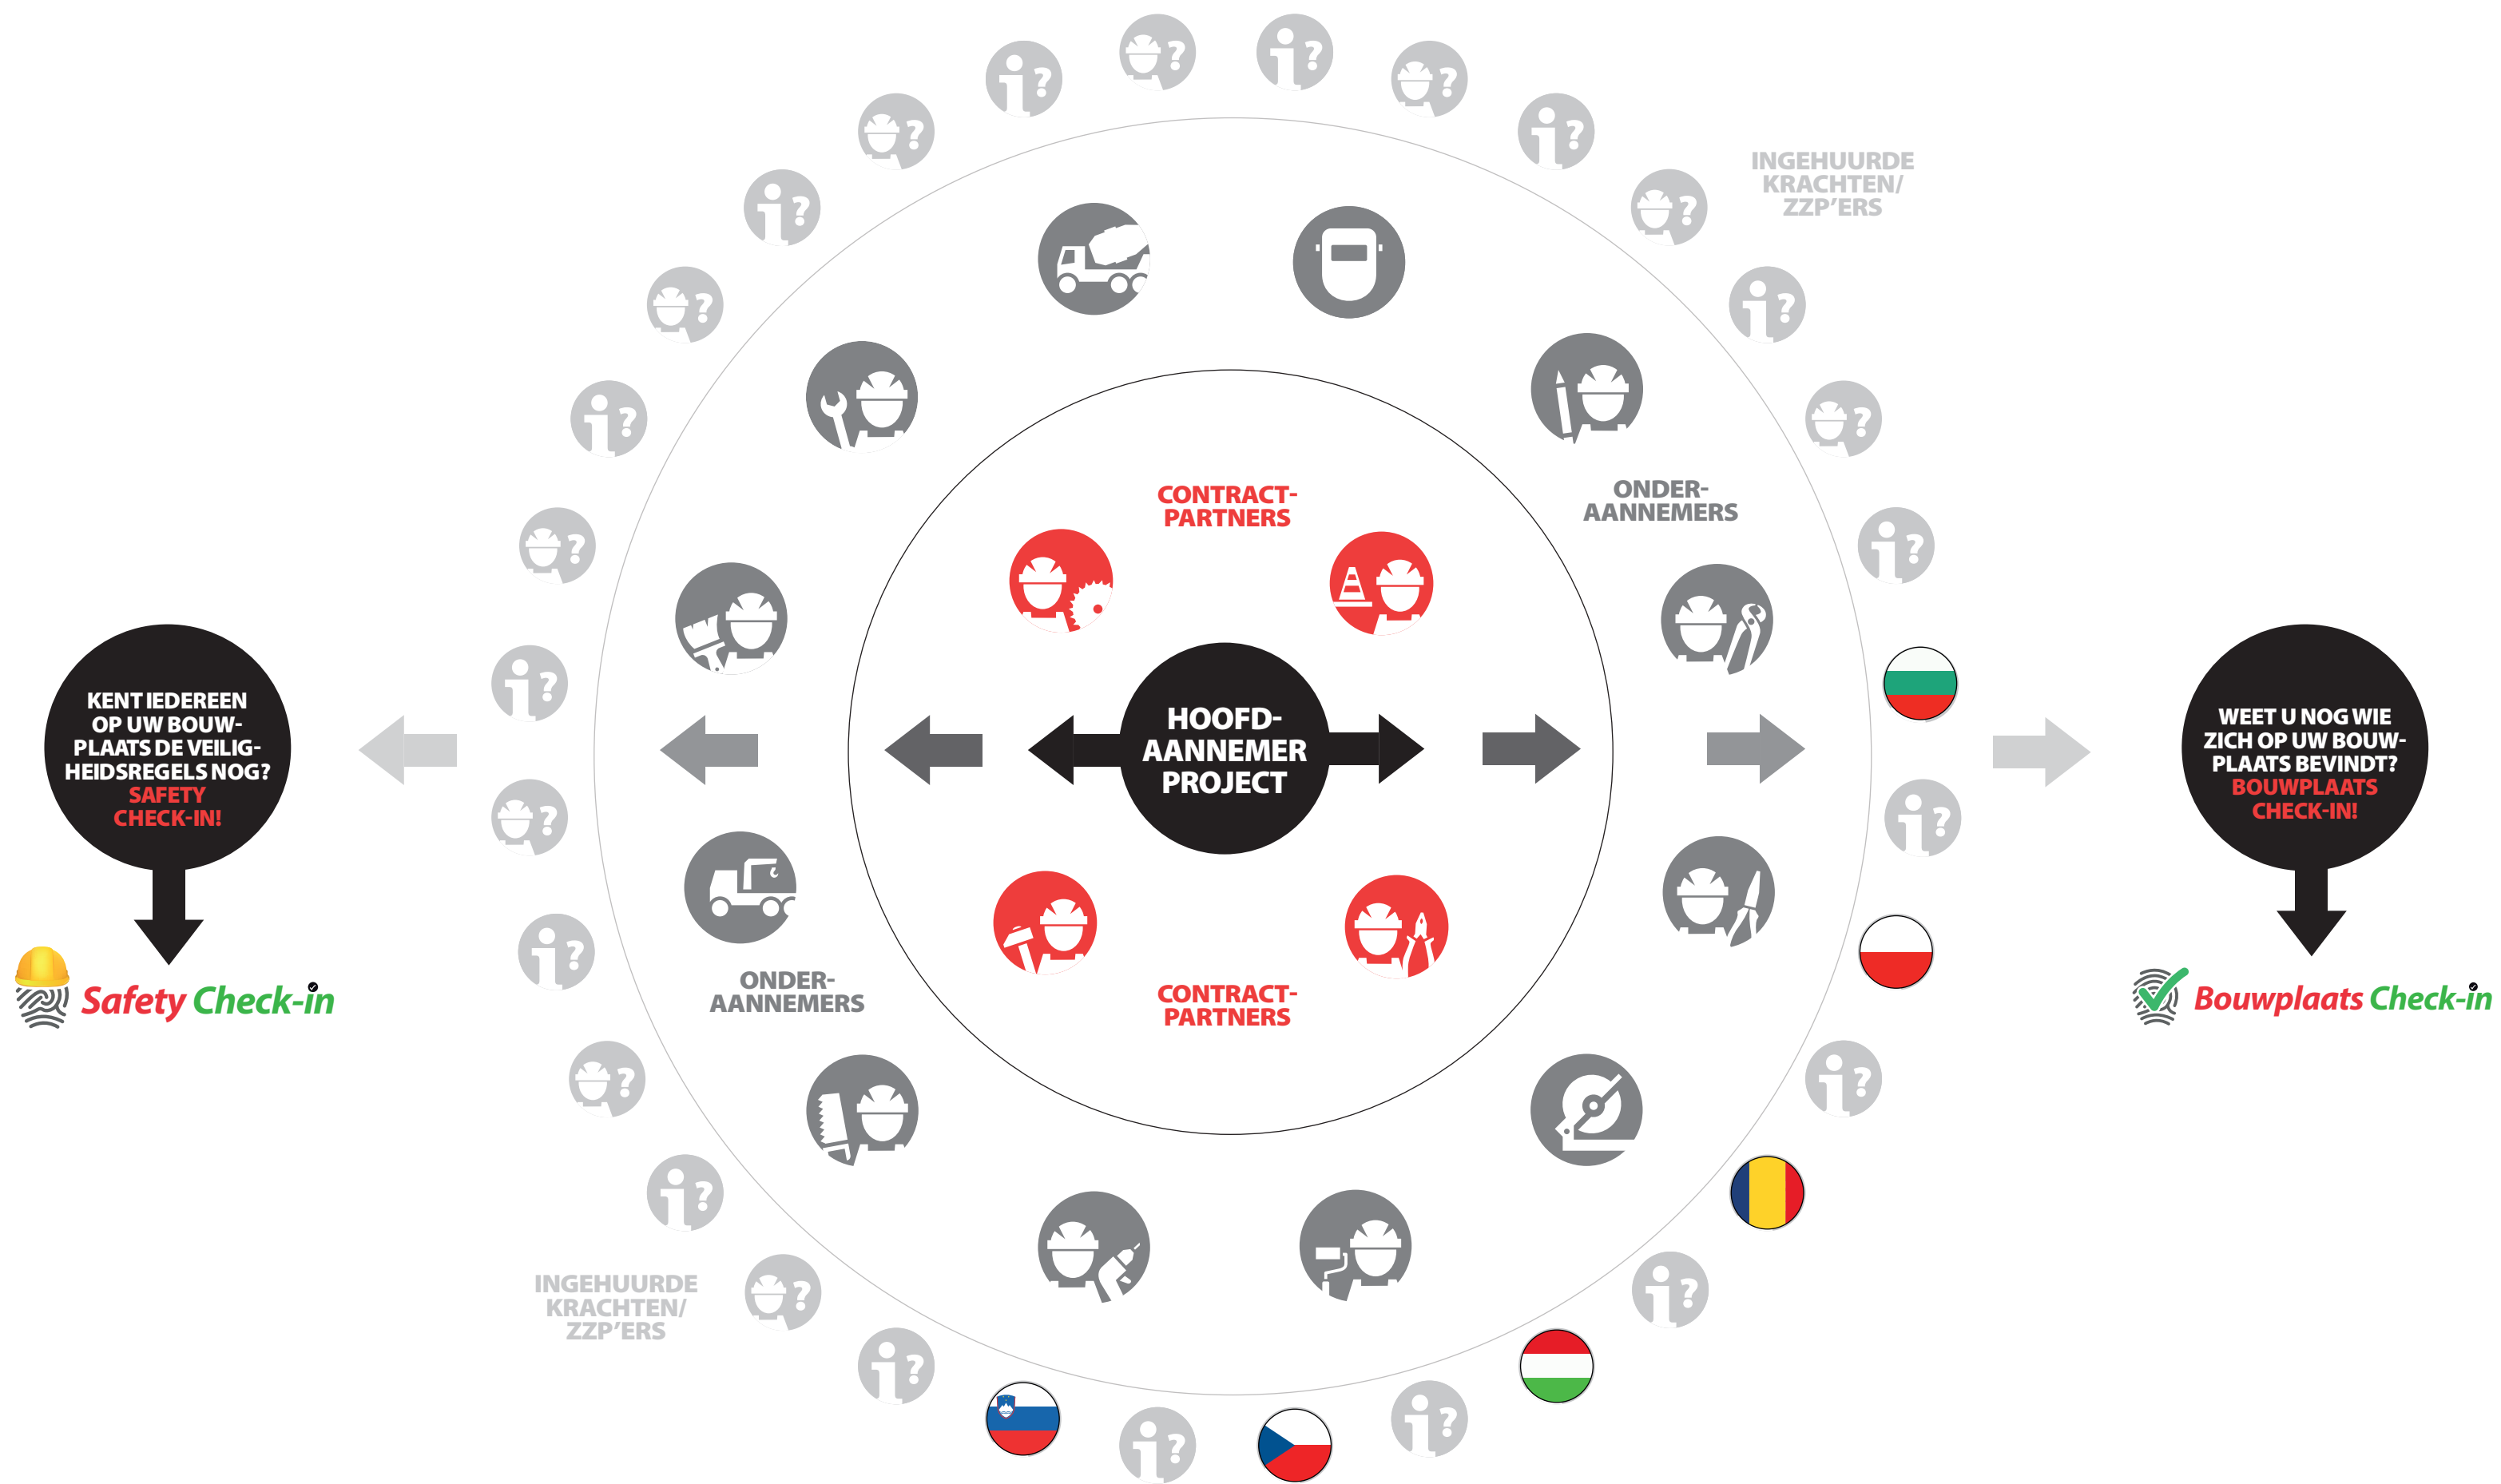 INGEHUURDE
KRACHTEN/
ZZP'ERS
CONTRACT-
PARTNERS
ONDER-
AANNEMERS
KENT IEDEREEN
OP UW BOUW-
PLAATS DE VEILIG-
HEIDSREGELS NOG?
SAFETY
CHECK-IN!
HOOFD-
AANNEMER
PROJECT
WEET U NOG WIE
ZICH OP UW BOUW-
PLAATS BEVINDT?
BOUWPLAATS
CHECK-IN!
Safety Check-in
ONDER-
AANNEMERS
CONTRACT-
PARTNERS
Bouwplaats Check-in
INGEHUURDE
KRACHTEN/
ZZP'ERS